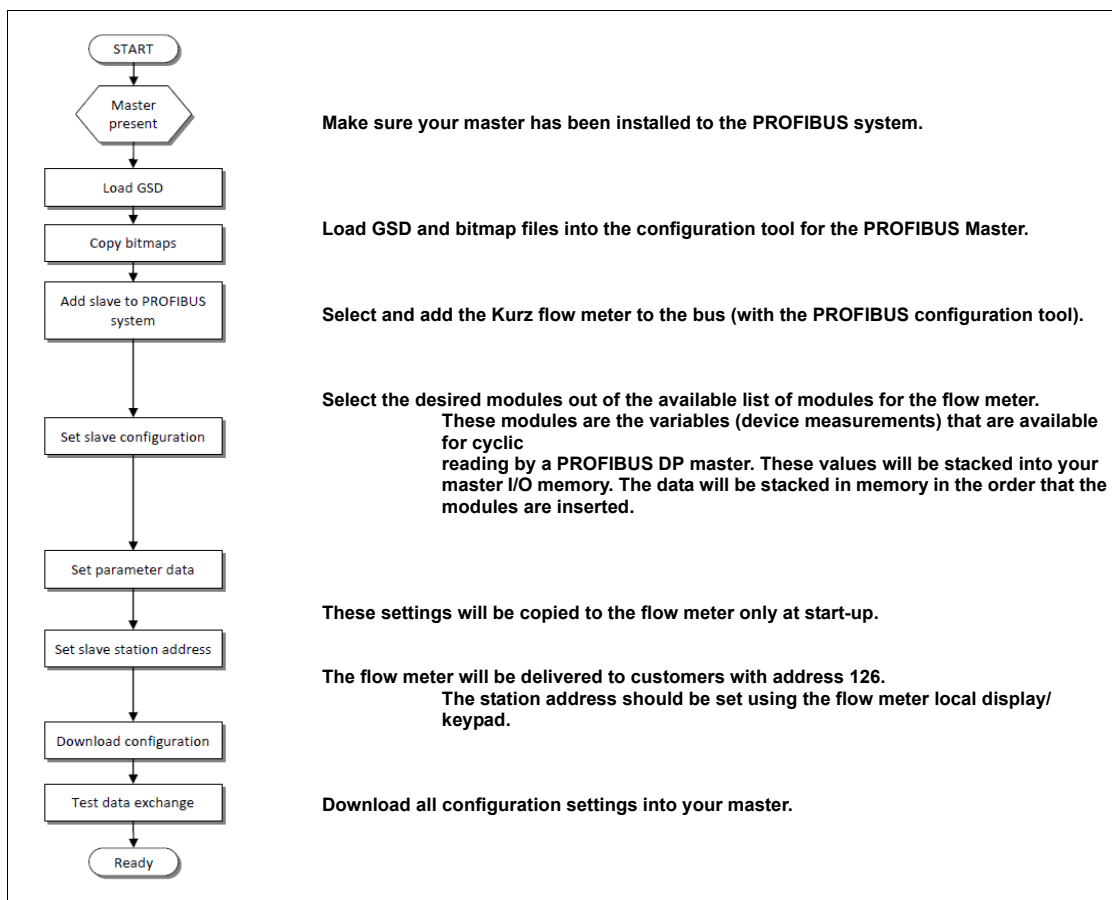 START
Master
present
Make sure your master has been installed to the PROFIBUS system.
Load GSD
Load GSD and bitmap files into the configuration tool for the PROFIBUS Master.
Copy bitmaps
Add slave to PROFIBUS
system
Select and add the Kurz flow meter to the bus (with the PROFIBUS configuration tool).
Select the desired modules out of the available list of modules for the flow meter.
These modules are the variables (device measurements) that are available
for cyclic
reading by a PROFIBUS DP master. These values will be stacked into your
master I/O memory. The data will be stacked in memory in the order that the
modules are inserted.
Set slave configuration
Set parameter data
These settings will be copied to the flow meter only at start-up.
Set slave station address
The flow meter will be delivered to customers with address 126.
The station address should be set using the flow meter local display/
keypad.
Download configuration
Test data exchange
Download all configuration settings into your master.
Ready